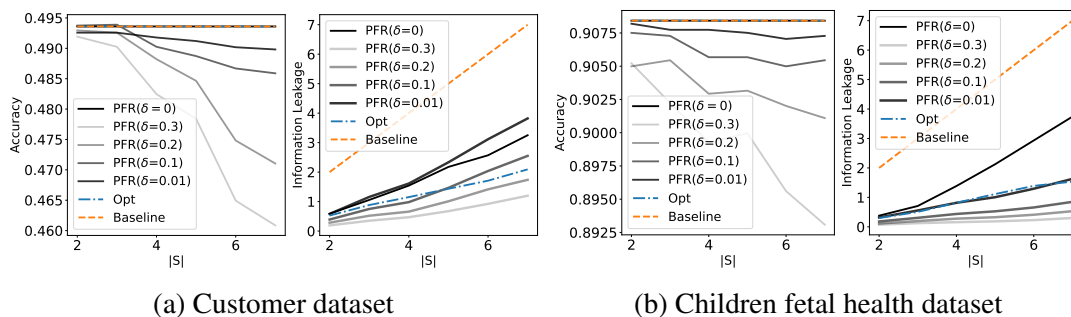 0.495
0.490
0.485
0.480
0.475
0.470
0.465
0.460
Accuracy
PFR(δ = 0)
PFR(δ=0.3)
PFR(δ=0.2)
PFR(δ=0.1)
PFR(δ=0.01)
Opt
Baseline
2 4 6
|S|
7
6
5
4
3
2
1
0
Information Leakage
PFR(δ=0)
PFR(δ=0.3)
PFR(δ=0.2)
PFR(δ=0.1)
PFR(δ=0.01)
Opt
Baseline
2 4 6
|S|
(a) Customer dataset
0.9075
0.9050
0.9025
0.9000
0.8975
0.8950
0.8925
Accuracy
PFR(δ=0)
PFR(δ=0.3)
PFR(δ=0.2)
PFR(δ=0.1)
PFR(δ=0.01)
Opt
Baseline
2 4 6
|S|
7
6
5
4
3
2
1
0
Information Leakage
PFR(δ=0)
PFR(δ=0.3)
PFR(δ=0.2)
PFR(δ=0.1)
PFR(δ=0.01)
Opt
Baseline
2 4 6
|S|
(b) Children fetal health dataset